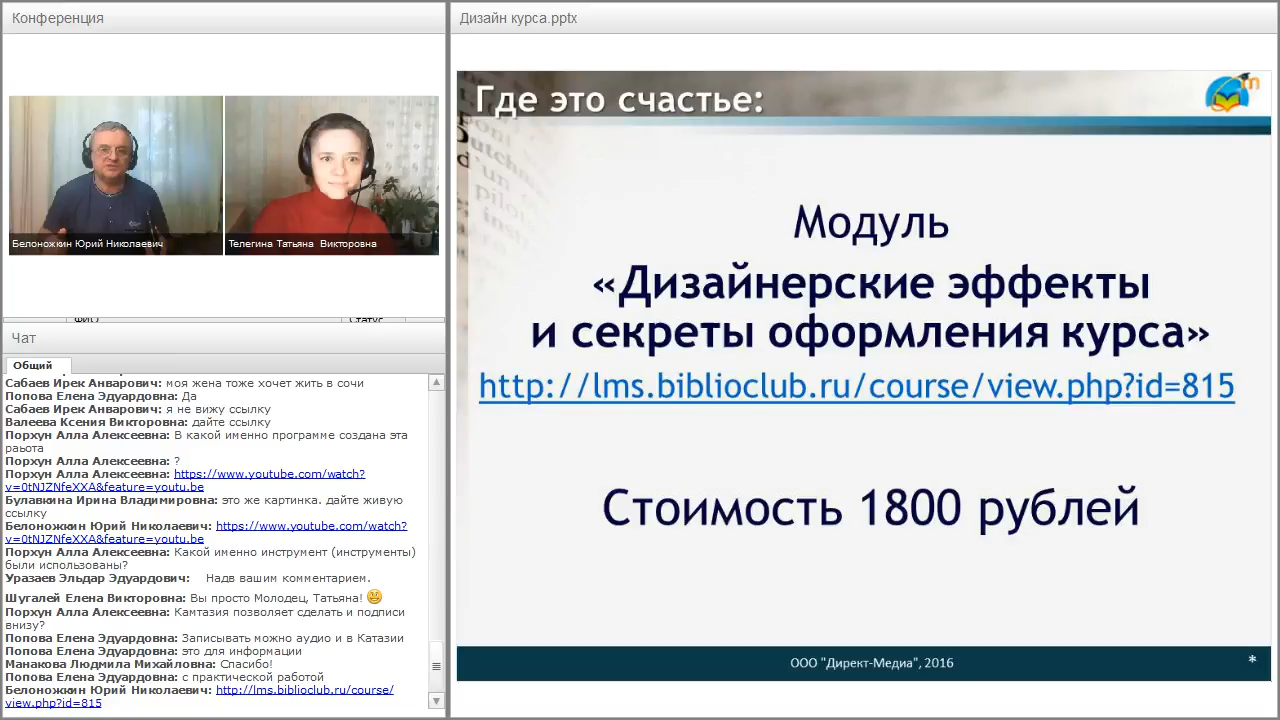 Конференция
Белоножкин Юрий Николаевич
Телегина Татьяна Викторовна
ФИО
Статус
Чат
Общий
Сабаев Ирек Анварович: моя жена тоже хочет жить в сочи
Попова Елена Эдуардовна: Да
Сабаев Ирек Анварович: я не вижу ссылку
Валеева Ксения Викторовна: дайте ссылку
Порхун Алла Алексеевна: В какой именно программе создана эта
раьота
Порхун Алла Алексеевна: ?
Порхун Алла Алексеевна: https://www.youtube.com/watch?
v=0tNJZNfeXXA&feature=youtu.be
Булавкина Ирина Владимировна: это же картинка. дайте живую
ссылку
Белоножкин Юрий Николаевич: https://www.youtube.com/watch?
v=0tNJZNfeXXA&feature=youtu.be
Порхун Алла Алексеевна: Какой именно инструмент (инструменты)
были использованы?
Уразаев Эльдар Эдуардович: Надв вашим комментарием.
Шугалей Елена Викторовна: Вы просто Молодец, Татьяна!
Порхун Алла Алексеевна: Камтазия позволяет сделать и подписи
внизу?
Попова Елена Эдуардовна: Записывать можно аудио и в Катазии
Попова Елена Эдуардовна: это для информации
Манакова Людмила Михайловна: Спасибо!
Попова Елена Эдуардовна: с практической работой
Белоножкин Юрий Николаевич: http://lms.biblioclub.ru/course/
view.php?id=815
Дизайн курса.pptx
Где это счастье:
Модуль
«Дизайнерские эффекты
и секреты оформления курса»
http://lms.biblioclub.ru/course/view.php?id=815
Стоимость 1800 рублей
ООО "Директ-Медиа", 2016
*